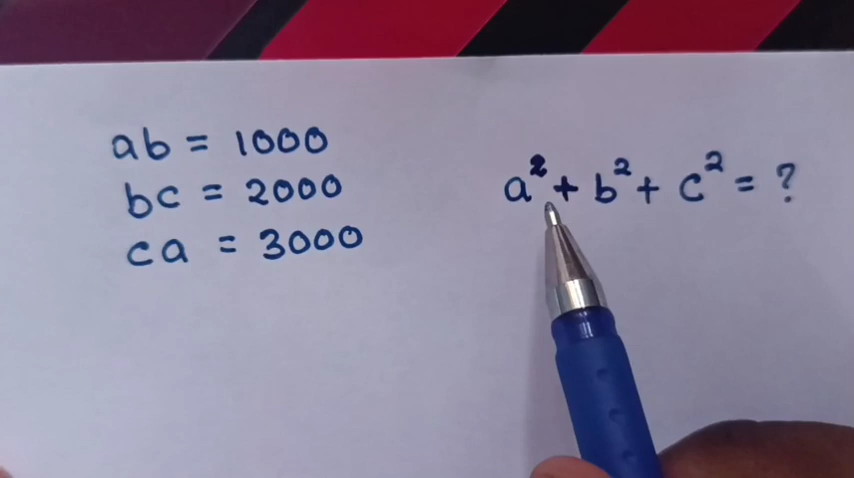 ab = 1000
bc = 2000
ca = 3000
a² + b² + c² = ?